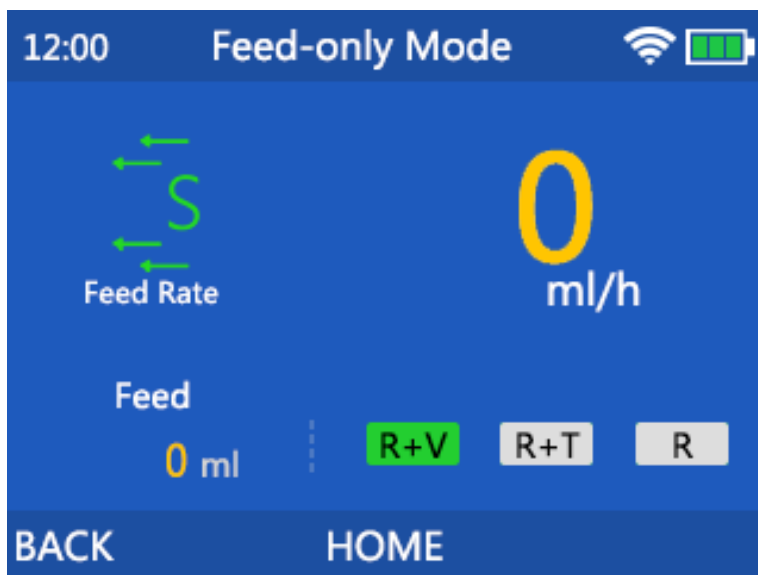 12:00 Feed-only Mode
S
0
ml/h
Feed Rate
Feed
0 ml
R+V R+T R
BACK HOME